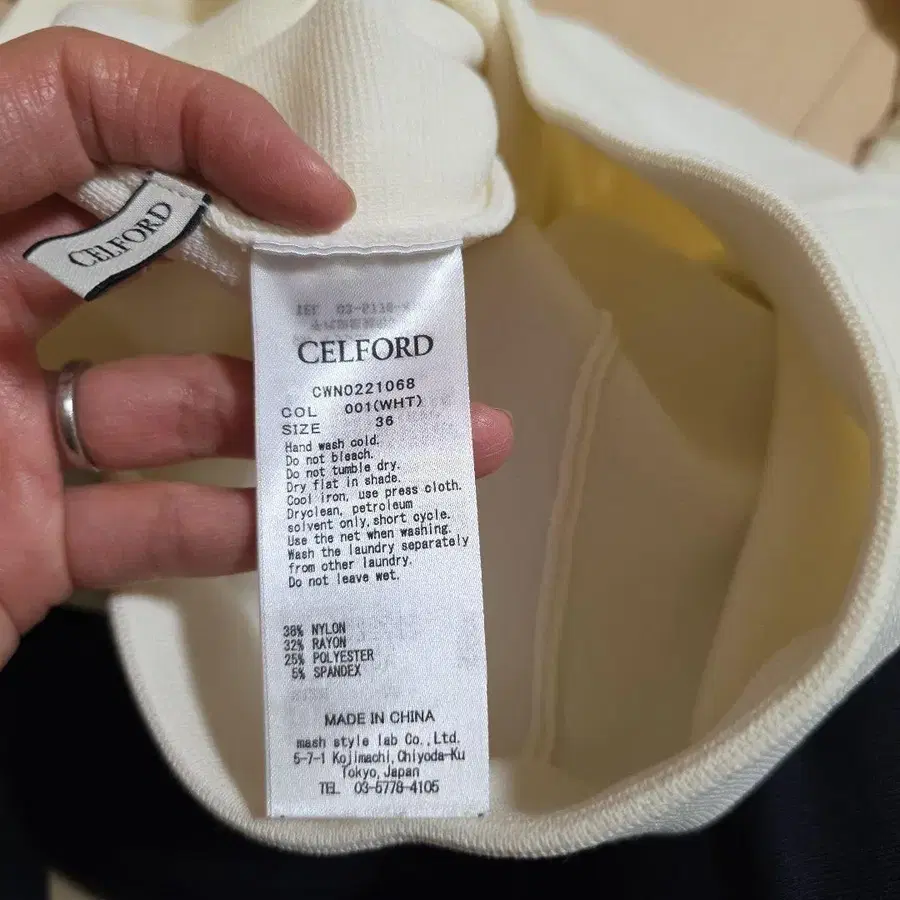 CELFORD
CELFORD
CWNO221068
COL 001(WHT)
SIZE 36
Hand wash cold.
Do not bleach.
Do not tumble dry.
Dry flat in shade.
Cool iron, use press cloth.
Dryclean, petroleum
solvent only, short cycle.
Use the net when washing.
Wash the laundry separately
from other laundry.
Do not leave wet.
38% NYLON
32% RAYON
25% POLYESTER
5% SPANDEX
MADE IN CHINA
mash style lab Co.,Ltd.
5-7-1 Kojimachi,Chiyoda-Ku
Tokyo,Japan
TEL 03-5778-4105